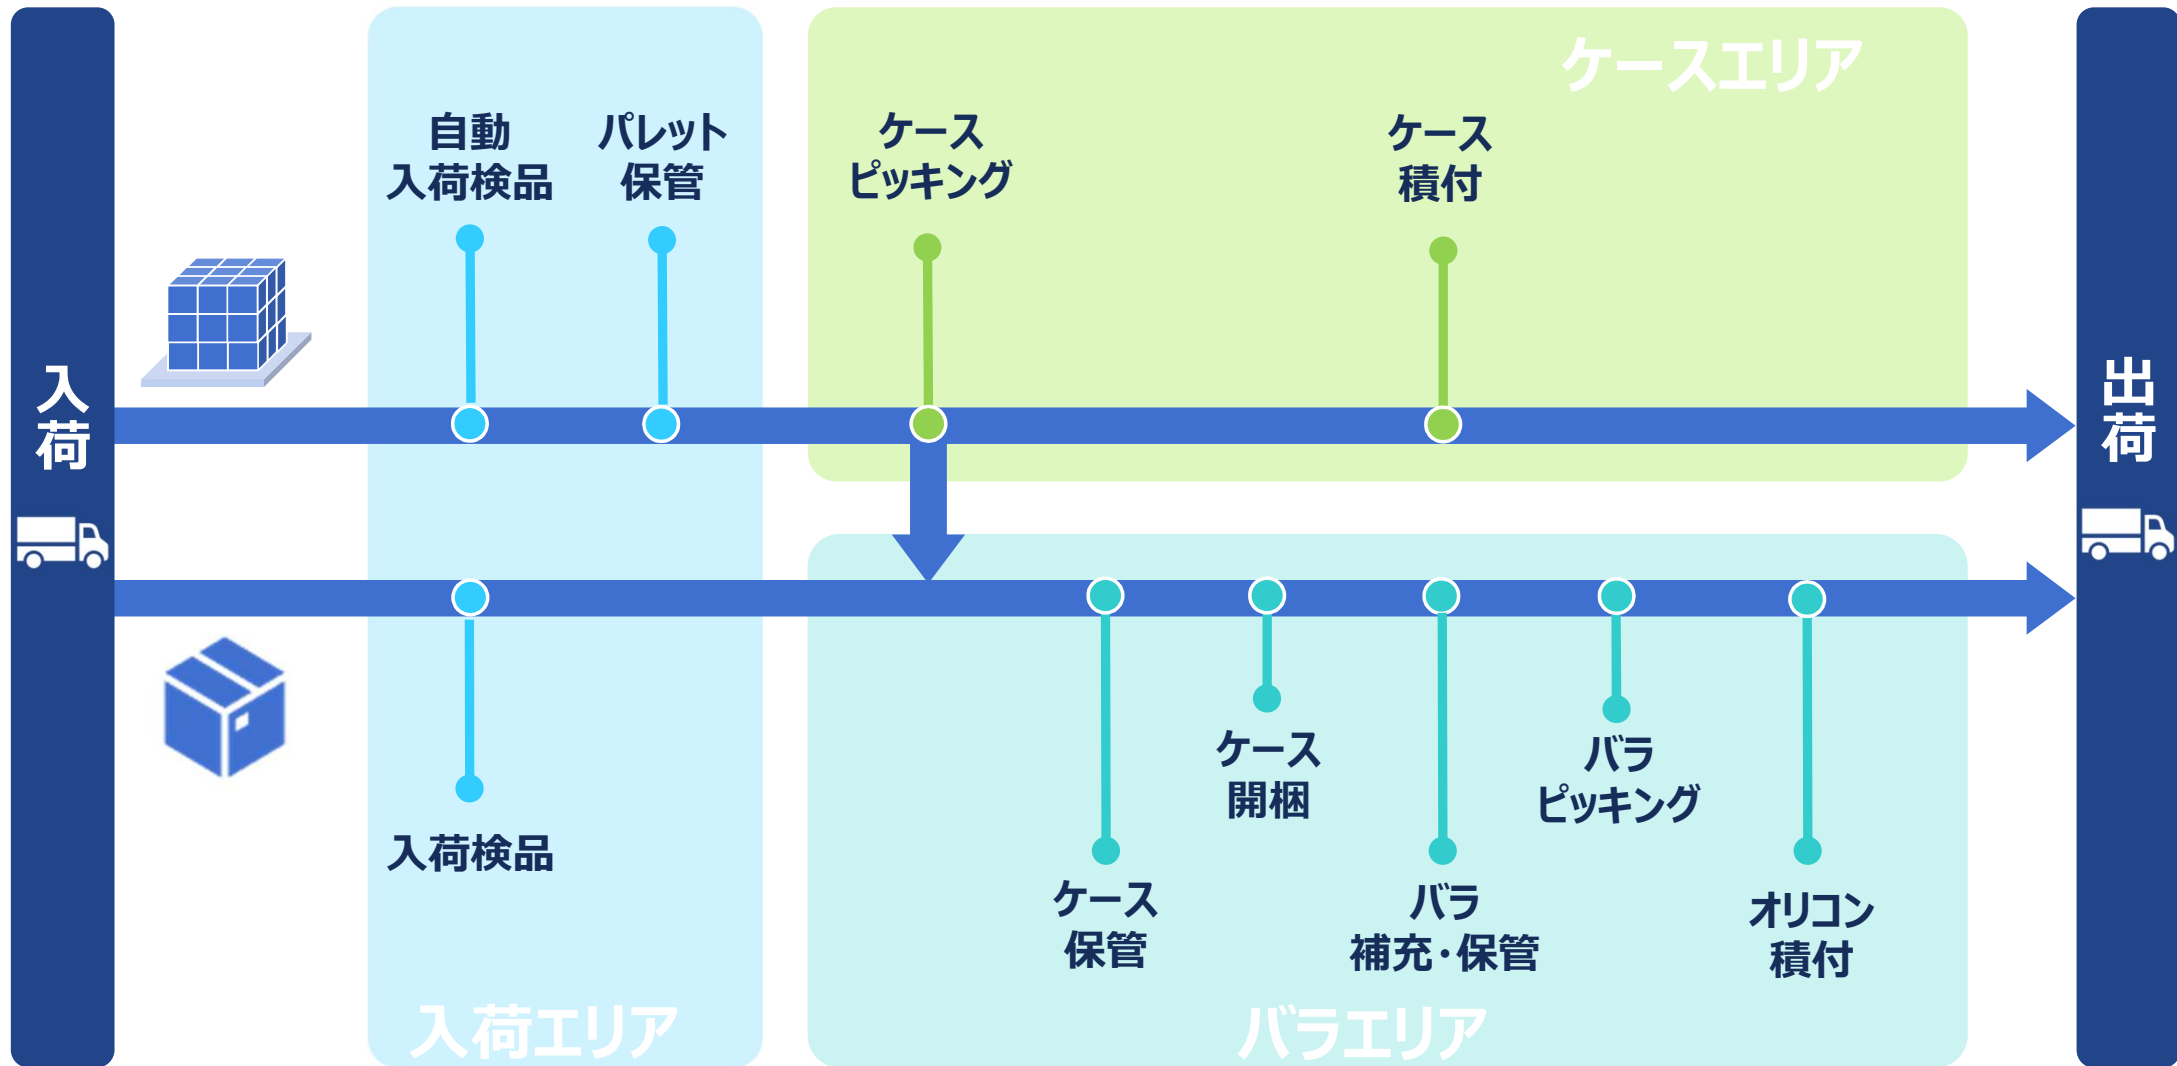 入
荷
自動
入荷検品
パレット
保管
ケースエリア
ケース
ピッキング
ケース
積付
出
荷
入荷検品
入荷エリア
ケース
保管
ケース
開梱
バラ
補充・保管
バラ
ピッキング
オリコン
積付
バラエリア